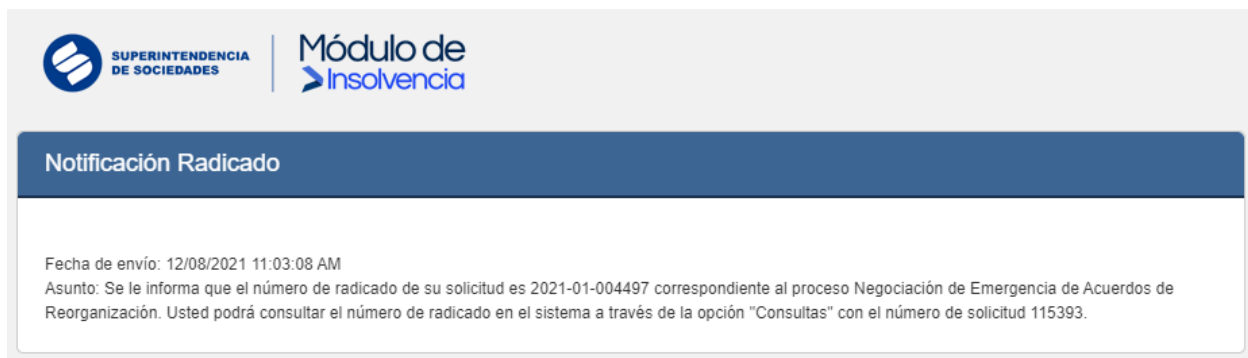 SUPERINTENDENCIA
DE SOCIEDADES
Módulo de
Insolvencia
Notificación Radicado
Fecha de envío: 12/08/2021 11:03:08 AM
Asunto: Se le informa que el número de radicado de su solicitud es 2021-01-004497 correspondiente al proceso Negociación de Emergencia de Acuerdos de
Reorganización. Usted podrá consultar el número de radicado en el sistema a través de la opción "Consultas" con el número de solicitud 115393.